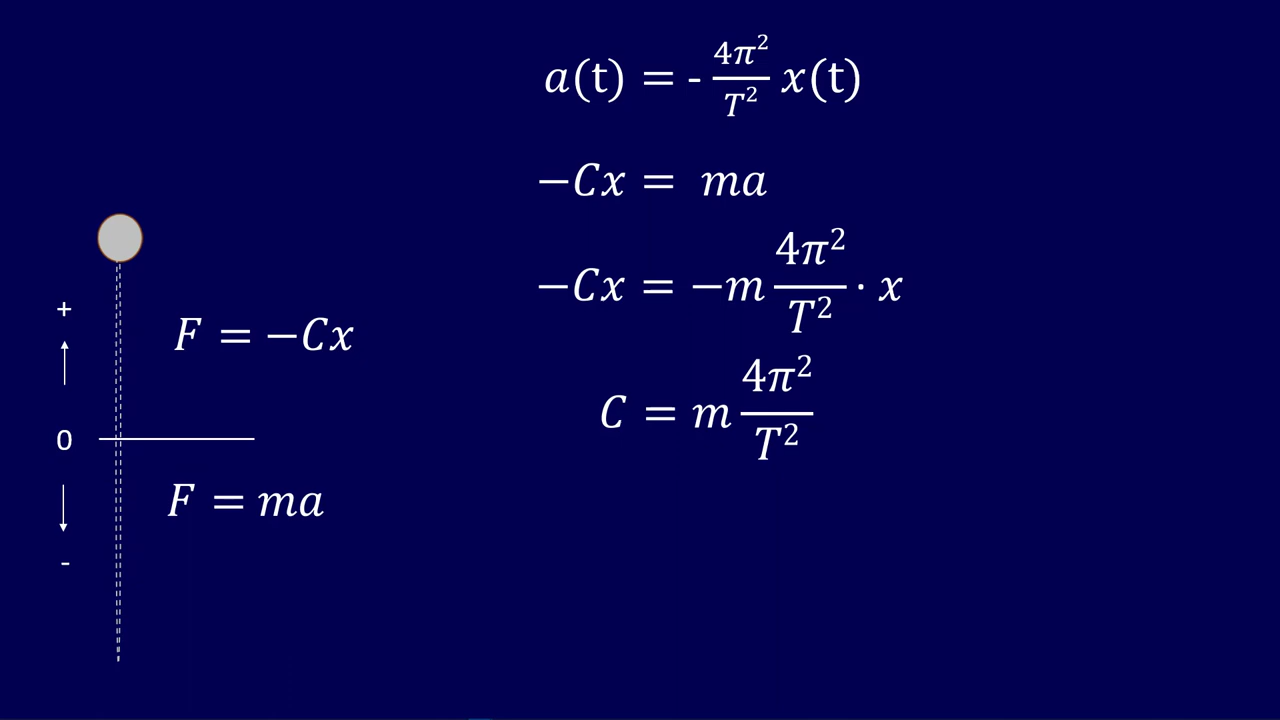 a(t) = - 4π²/T² x(t)
−Cx = ma
−Cx = −m 4π²/T² · x
C = m 4π²/T²
+
F = −Cx
0
F = ma
-